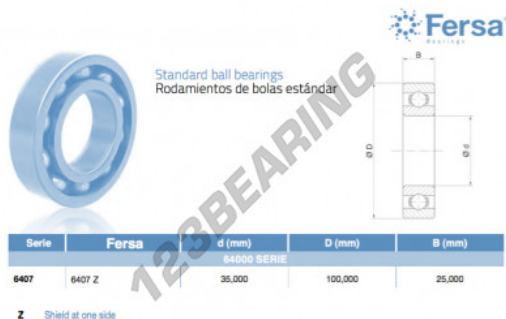 Fersa
Bearings
Standard ball bearings
Rodamientos de bolas estándar
B
Ø D
Ø d
123BEARING
Serie Fersa d (mm) D (mm) B (mm)
64000 SERIE
6407 6407 Z 35,000 100,000 25,000
Z Shield at one side